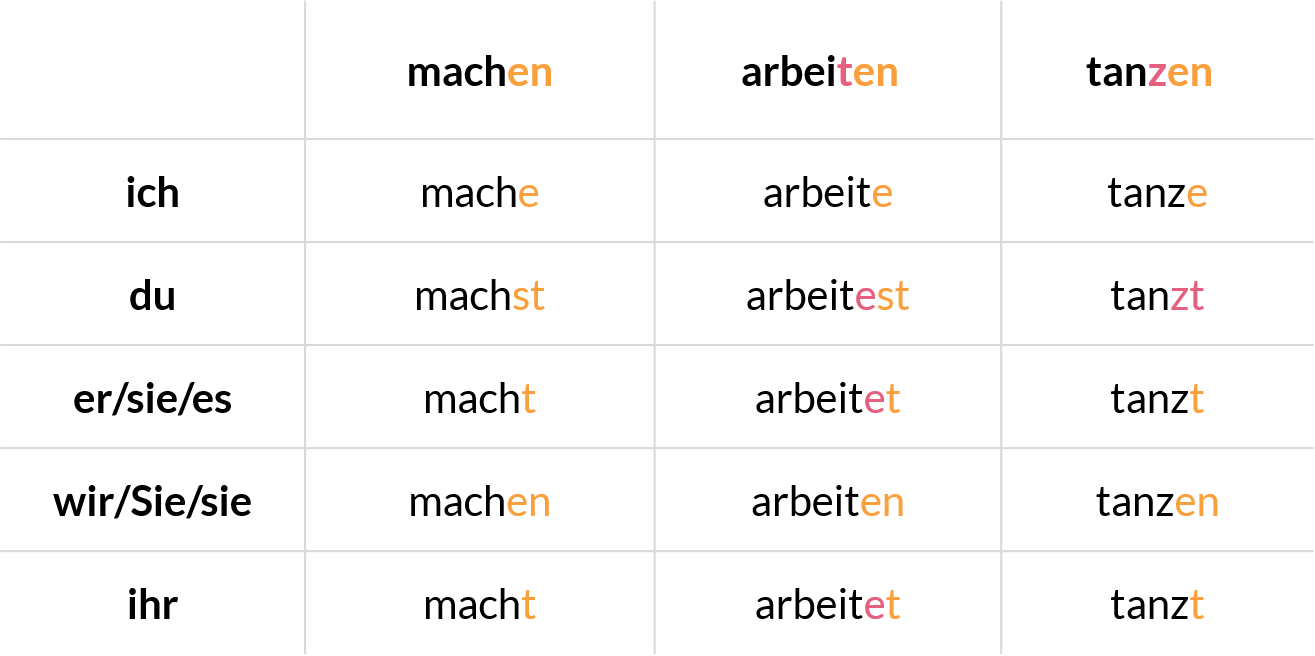 machen arbeiten tanzen
ich mache arbeite tanze
du machst arbeitest tanzt
er/sie/es macht arbeitet tanzt
wir/Sie/sie machen arbeiten tanzen
ihr macht arbeitet tanzt